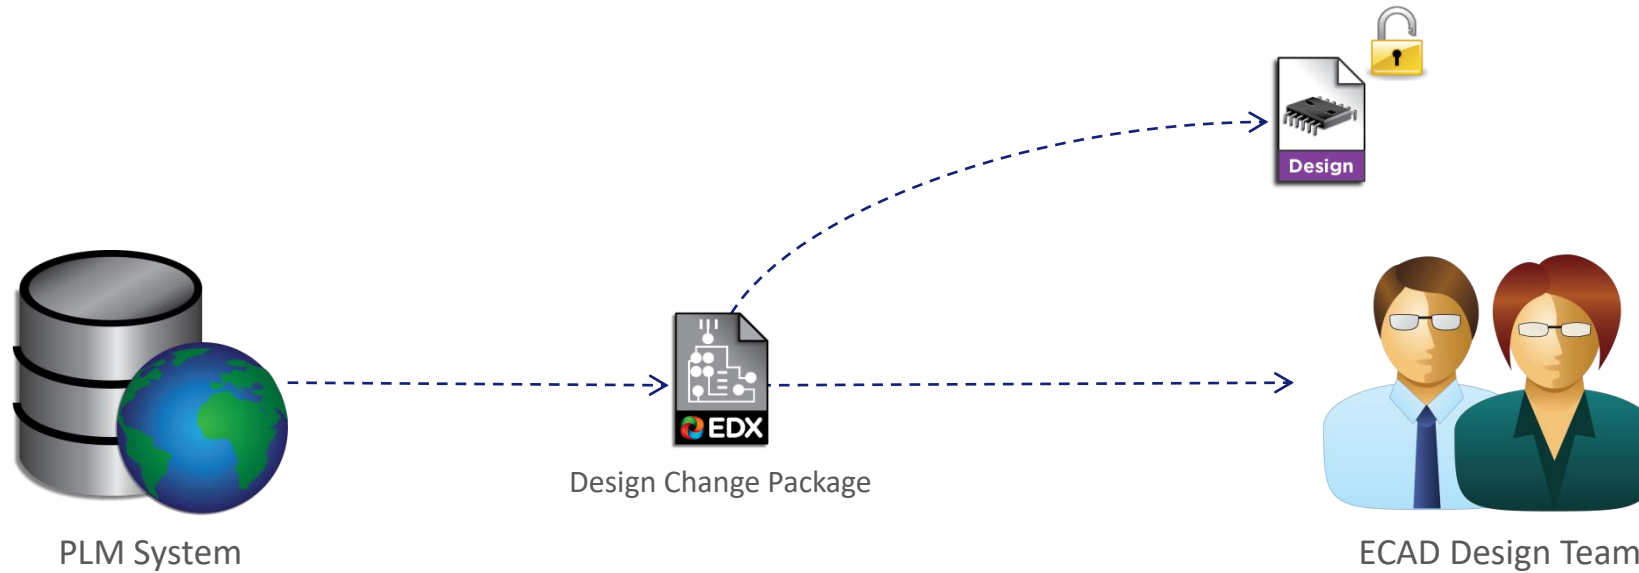 Design
EDX
Design Change Package
PLM System
ECAD Design Team